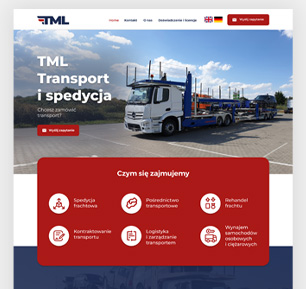 TML
Home
Kontakt
O nas
Doświadczenie i licencje
Wyślij zapytanie
TML
Transport
i spedycja
Chcesz zamówić
transport?
Wyślij zapytanie
Czym się zajmujemy
Spedycja
frachtowa
Pośrednictwo
transportowe
Rehandel
frachtu
Kontraktowanie
transportu
Logistyka
i zarządzanie
transportem
Wynajem
samochodów
osobowych
i ciężarowych